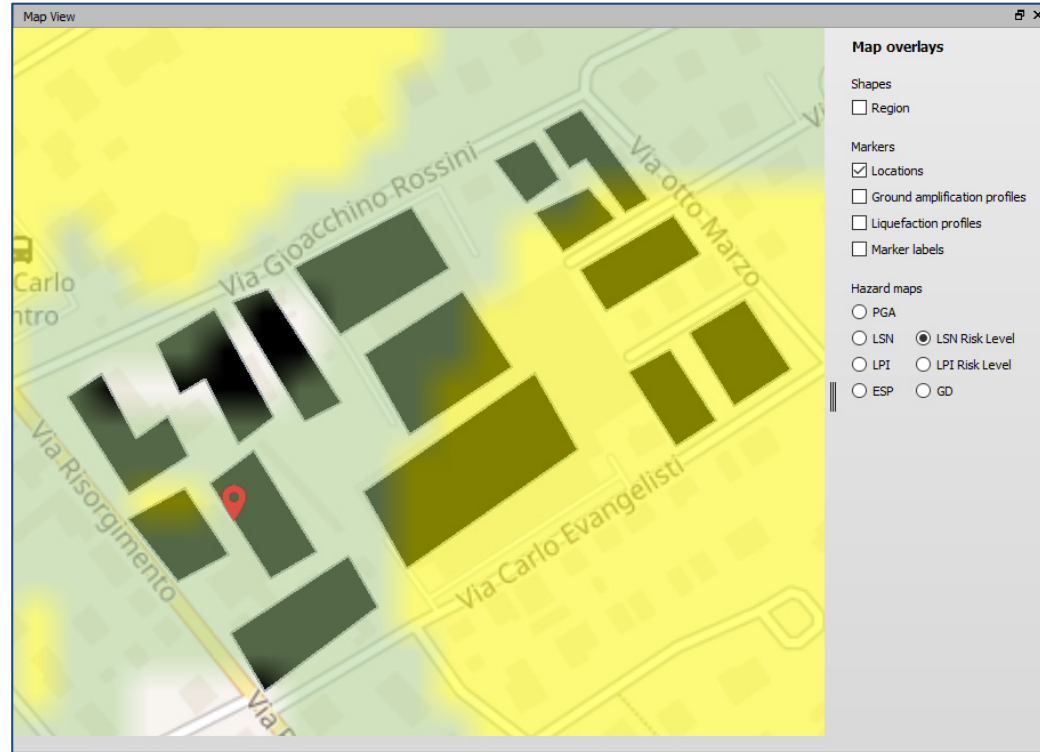 Map View
Via Gioacchino Rossini
Via otto Marzo
Vi
Carlo
ntro
Via Risorgimento
Via Carlo Evangelisti
Via
Map overlays
Shapes
Region
Markers
Locations
Ground amplification profiles
Liquefaction profiles
Marker labels
Hazard maps
PGA
LSN LSN Risk Level
LPI LPI Risk Level
ESP GD